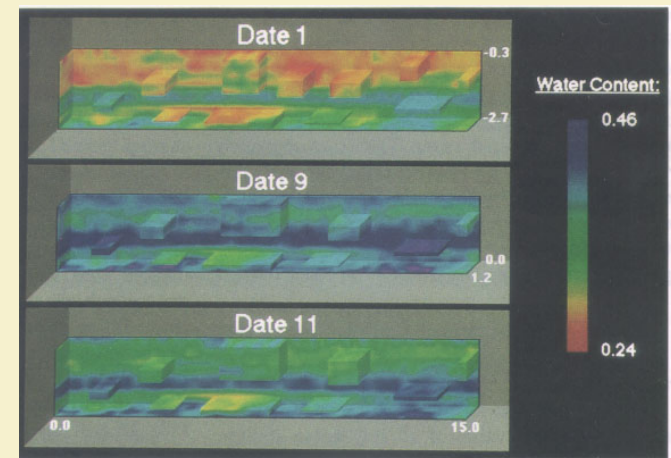 Date 1
-0.3
-2.7
Date 9
0.0
1.2
Date 11
0.0
15.0
Water Content:
0.46
0.24